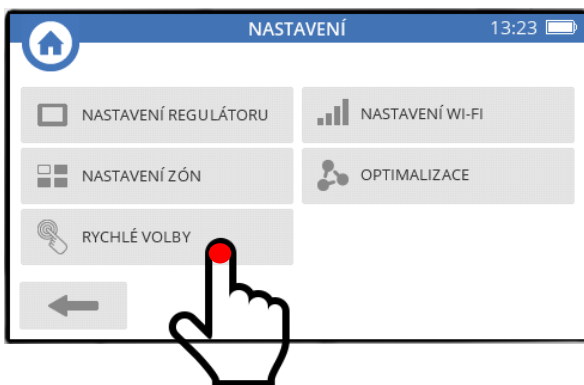 NASTAVENÍ 13:23
NASTAVENÍ REGULÁTORU
NASTAVENÍ WI-FI
NASTAVENÍ ZÓN
OPTIMALIZACE
RYCHLÉ VOLBY